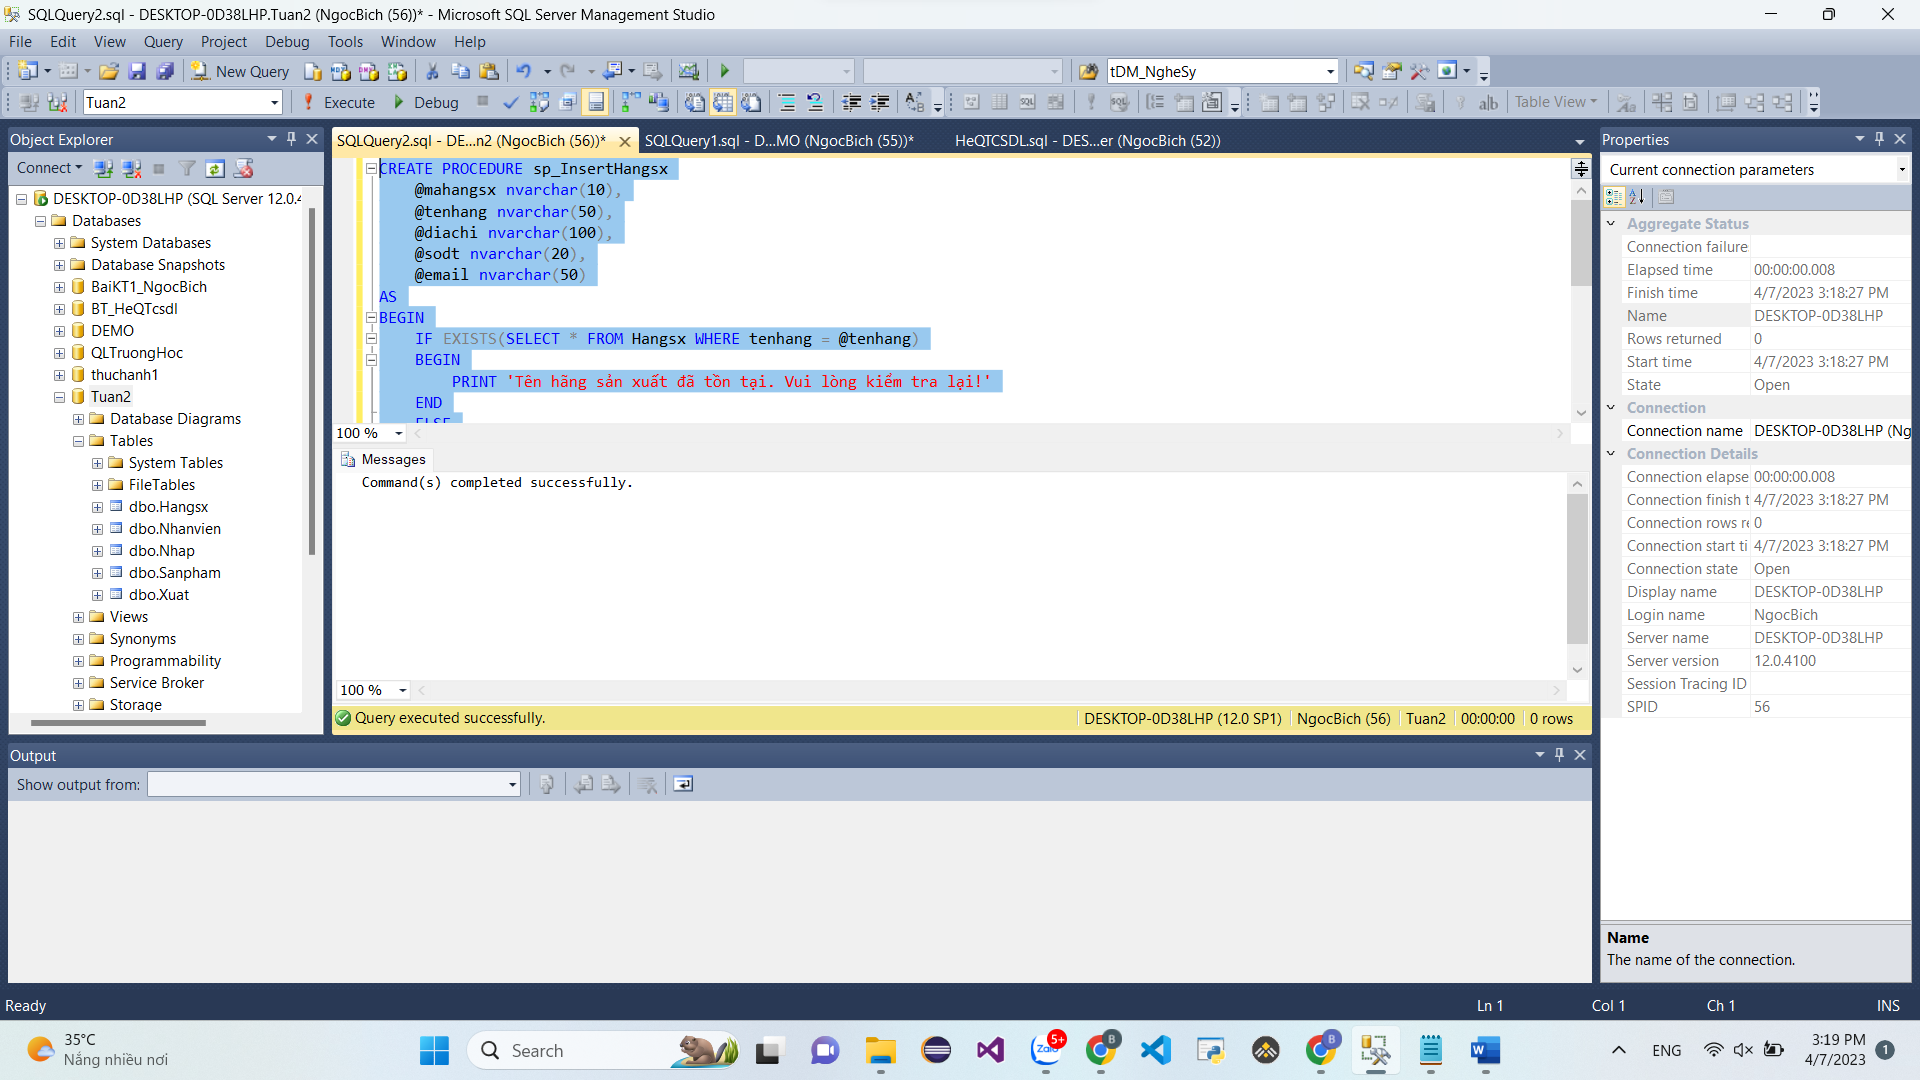 SQLQuery2.sql - DESKTOP-0D38LHP.Tuan2 (NgocBich (56))* - Microsoft SQL Server Management Studio
File Edit View Query Project Debug Tools Window Help
New Query
tDM_NgheSy
Tuan2
Execute
Debug
Table View
Object Explorer
Connect
DESKTOP-0D38LHP (SQL Server 12.0.4
Databases
System Databases
Database Snapshots
BaiKT1_NgocBich
BT_HeQTcsdl
DEMO
QLTruongHoc
thuchanh1
Tuan2
Database Diagrams
Tables
System Tables
FileTables
dbo.Hangsx
dbo.Nhanvien
dbo.Nhap
dbo.Sanpham
dbo.Xuat
Views
Synonyms
Programmability
Service Broker
Storage
SQLQuery2.sql - DE...n2 (NgocBich (56))*
SQLQuery1.sql - D...MO (NgocBich (55))*
HeQTCSDL.sql - DES...er (NgocBich (52))
CREATE PROCEDURE sp_InsertHangsx
@mahangsx nvarchar(10),
@tenhang nvarchar(50),
@diachi nvarchar(100),
@sodt nvarchar(20),
@email nvarchar(50)
AS
BEGIN
IF EXISTS(SELECT * FROM Hangsx WHERE tenhang = @tenhang)
BEGIN
PRINT 'Tên hãng sản xuất đã tồn tại. Vui lòng kiểm tra lại!'
END
ELSE
100 %
Messages
Command(s) completed successfully.
100 %
Query executed successfully.
DESKTOP-0D38LHP (12.0 SP1)
NgocBich (56)
Tuan2
00:00:00
0 rows
Properties
Current connection parameters
Aggregate Status
Connection failure
Elapsed time 00:00:00.008
Finish time 4/7/2023 3:18:27 PM
Name DESKTOP-0D38LHP
Rows returned 0
Start time 4/7/2023 3:18:27 PM
State Open
Connection
Connection name DESKTOP-0D38LHP (Ng
Connection Details
Connection elapse 00:00:00.008
Connection finish t 4/7/2023 3:18:27 PM
Connection rows re 0
Connection start ti 4/7/2023 3:18:27 PM
Connection state Open
Display name DESKTOP-0D38LHP
Login name NgocBich
Server name DESKTOP-0D38LHP
Server version 12.0.4100
Session Tracing ID
SPID 56
Name
The name of the connection.
Output
Show output from:
Ready
Ln 1
Col 1
Ch 1
INS
35°C
Nắng nhiều nơi
Search
Zalo
5+
B
B
ENG
3:19 PM
4/7/2023
1